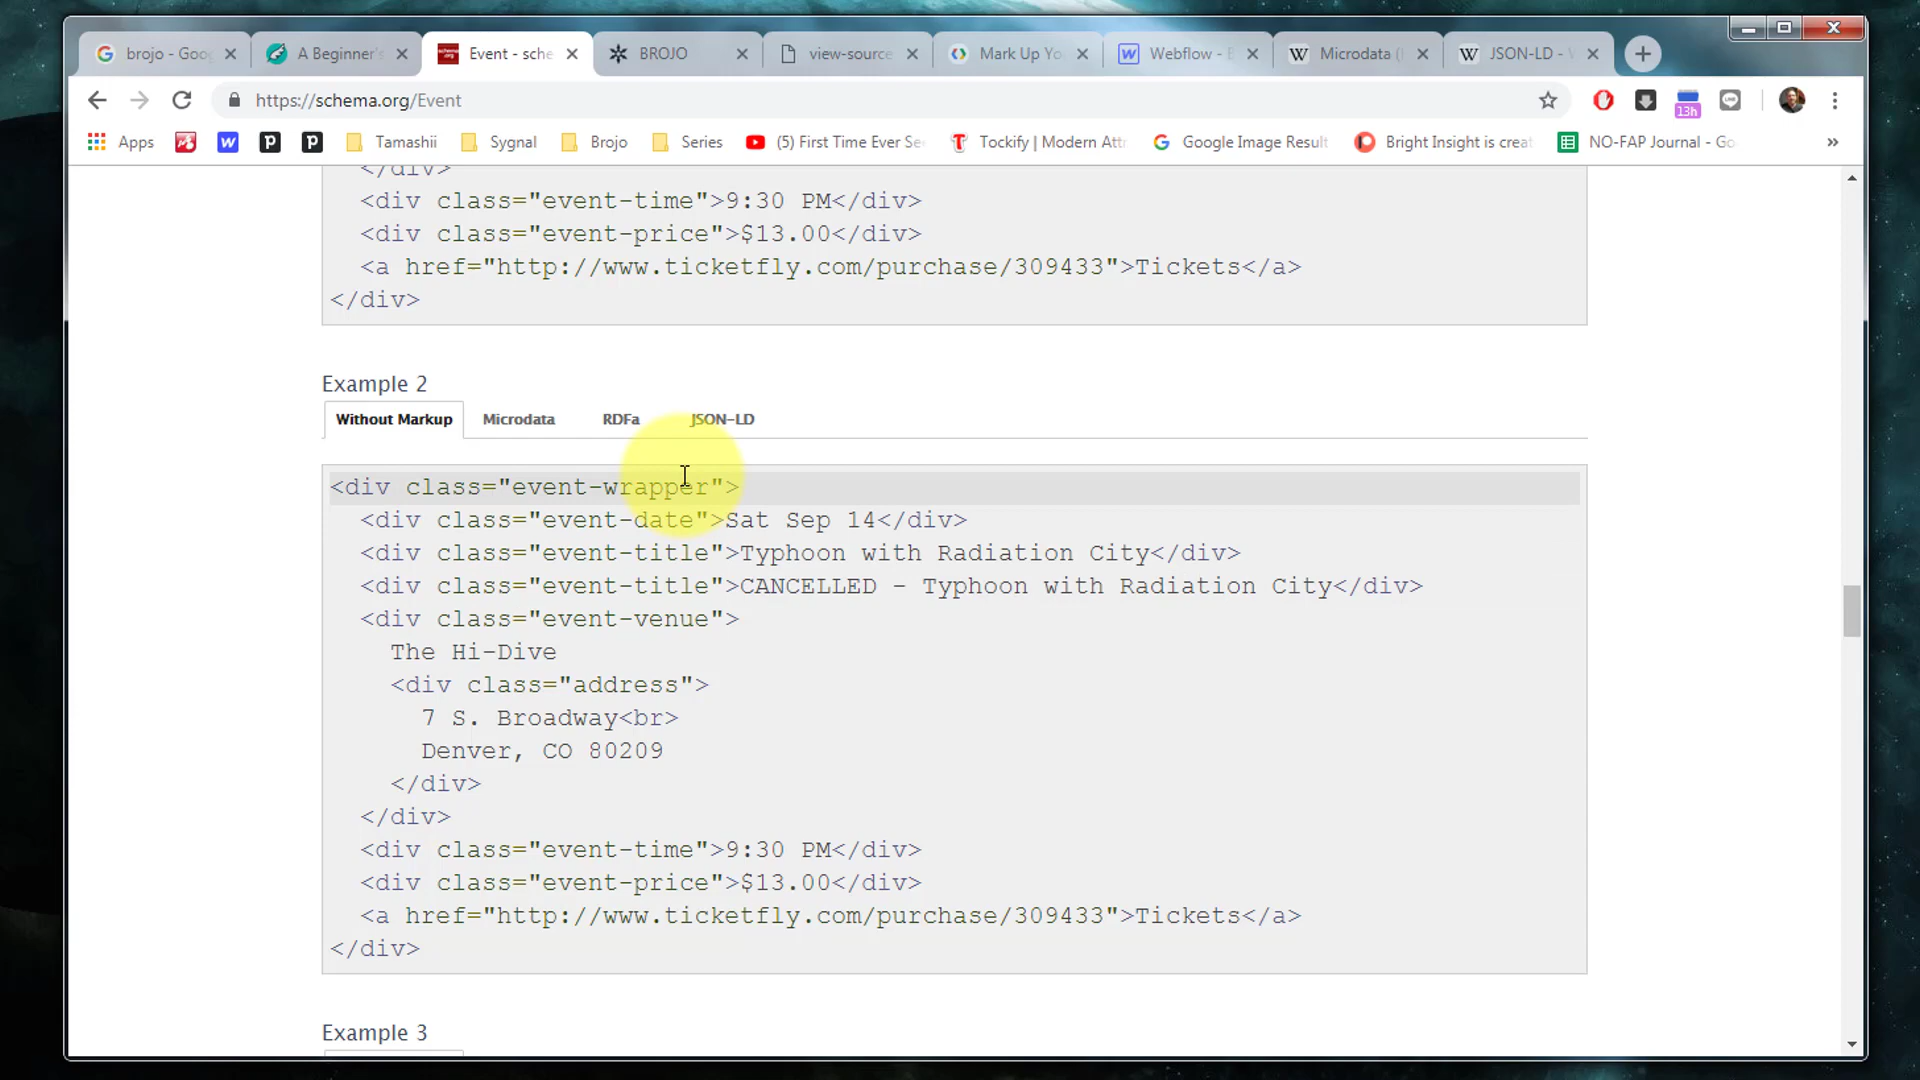 brojo - Goog
A Beginner's
Event - sche
BROJO
view-source
Mark Up Yo
Webflow - E
Microdata (
JSON-LD - W
https://schema.org/Event
13h
Apps
Tamashii
Sygnal
Brojo
Series
(5) First Time Ever Se
Tockify | Modern Attr
Google Image Result
Bright Insight is creat
NO-FAP Journal - Go
»
</div>
<div class="event-time">9:30 PM</div>
<div class="event-price">$13.00</div>
<a href="http://www.ticketfly.com/purchase/309433">Tickets</a>
</div>
Example 2
Without Markup
Microdata
RDFa
JSON-LD
<div class="event-wrapper">
<div class="event-date">Sat Sep 14</div>
<div class="event-title">Typhoon with Radiation City</div>
<div class="event-title">CANCELLED - Typhoon with Radiation City</div>
<div class="event-venue">
The Hi-Dive
<div class="address">
7 S. Broadway<br>
Denver, CO 80209
</div>
</div>
<div class="event-time">9:30 PM</div>
<div class="event-price">$13.00</div>
<a href="http://www.ticketfly.com/purchase/309433">Tickets</a>
</div>
Example 3